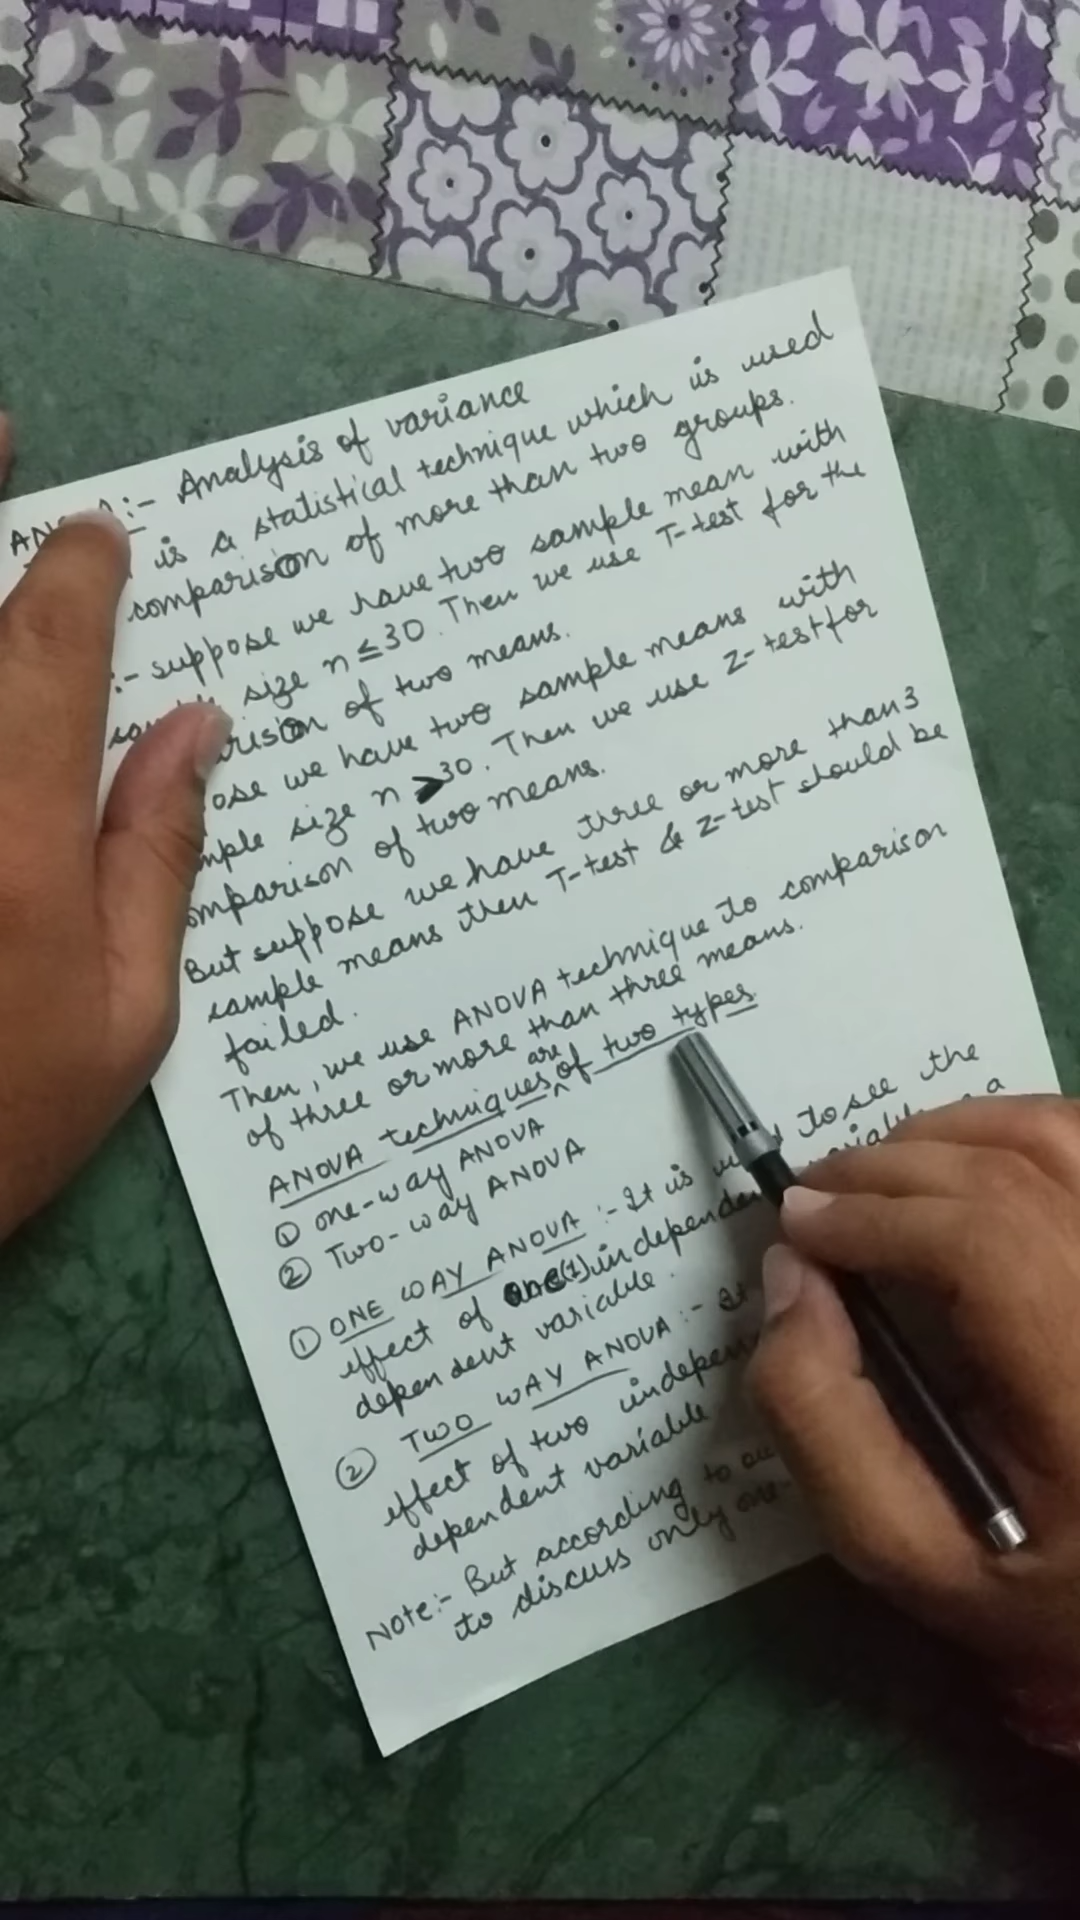 :- Analysis of variance
is a statistical technique which is used
comparision of more than two groups.
:- suppose we have two sample mean with
size n ≤ 30. Then we use T-test for the
of two means.
we have two sample means with
size n > 30. Then we use Z-test for
of two means.
But suppose we have three or more than 3
sample means then T-test & Z-test should be
failed.
Then, we use ANOVA technique to comparison
of three or more than three means.
ANOVA techniques are of two types
① one-way ANOVA
② Two-way ANOVA
① ONE WAY ANOVA :- It is to see the
effect of one(1) independent a
dependent variable.
② TWO WAY ANOVA :- It
effect of two
dependent variable
Note:- But according to
to discuss only one-